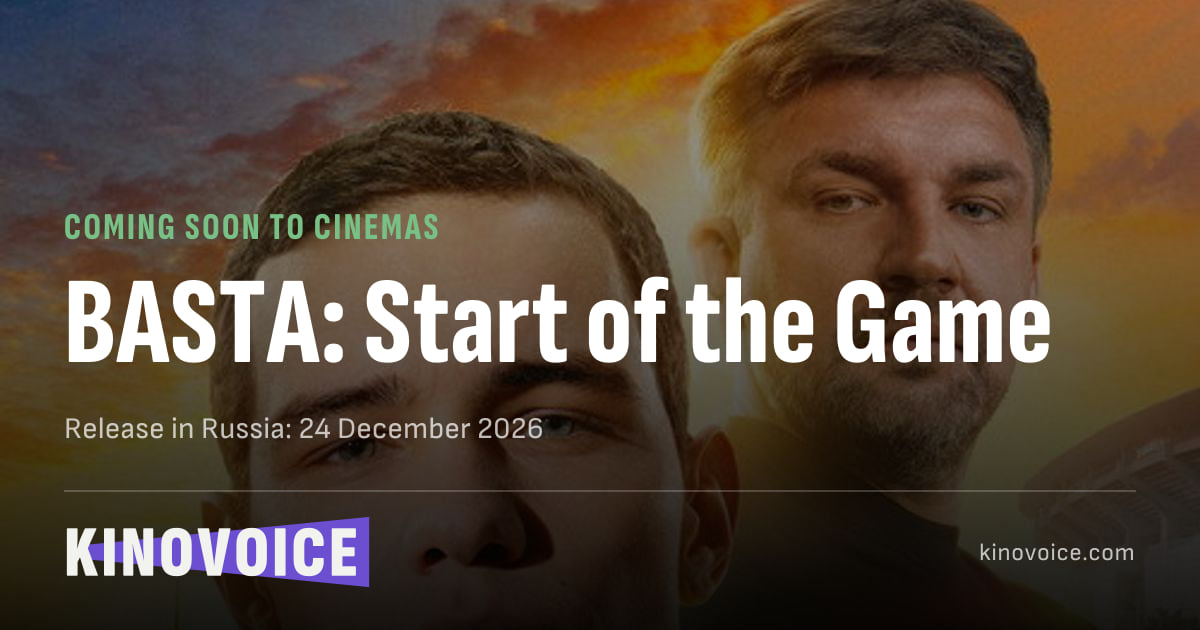 COMING SOON TO CINEMAS
BASTA: Start of the Game
Release in Russia: 24 December 2026
KINOVOICE
kinovoice.com